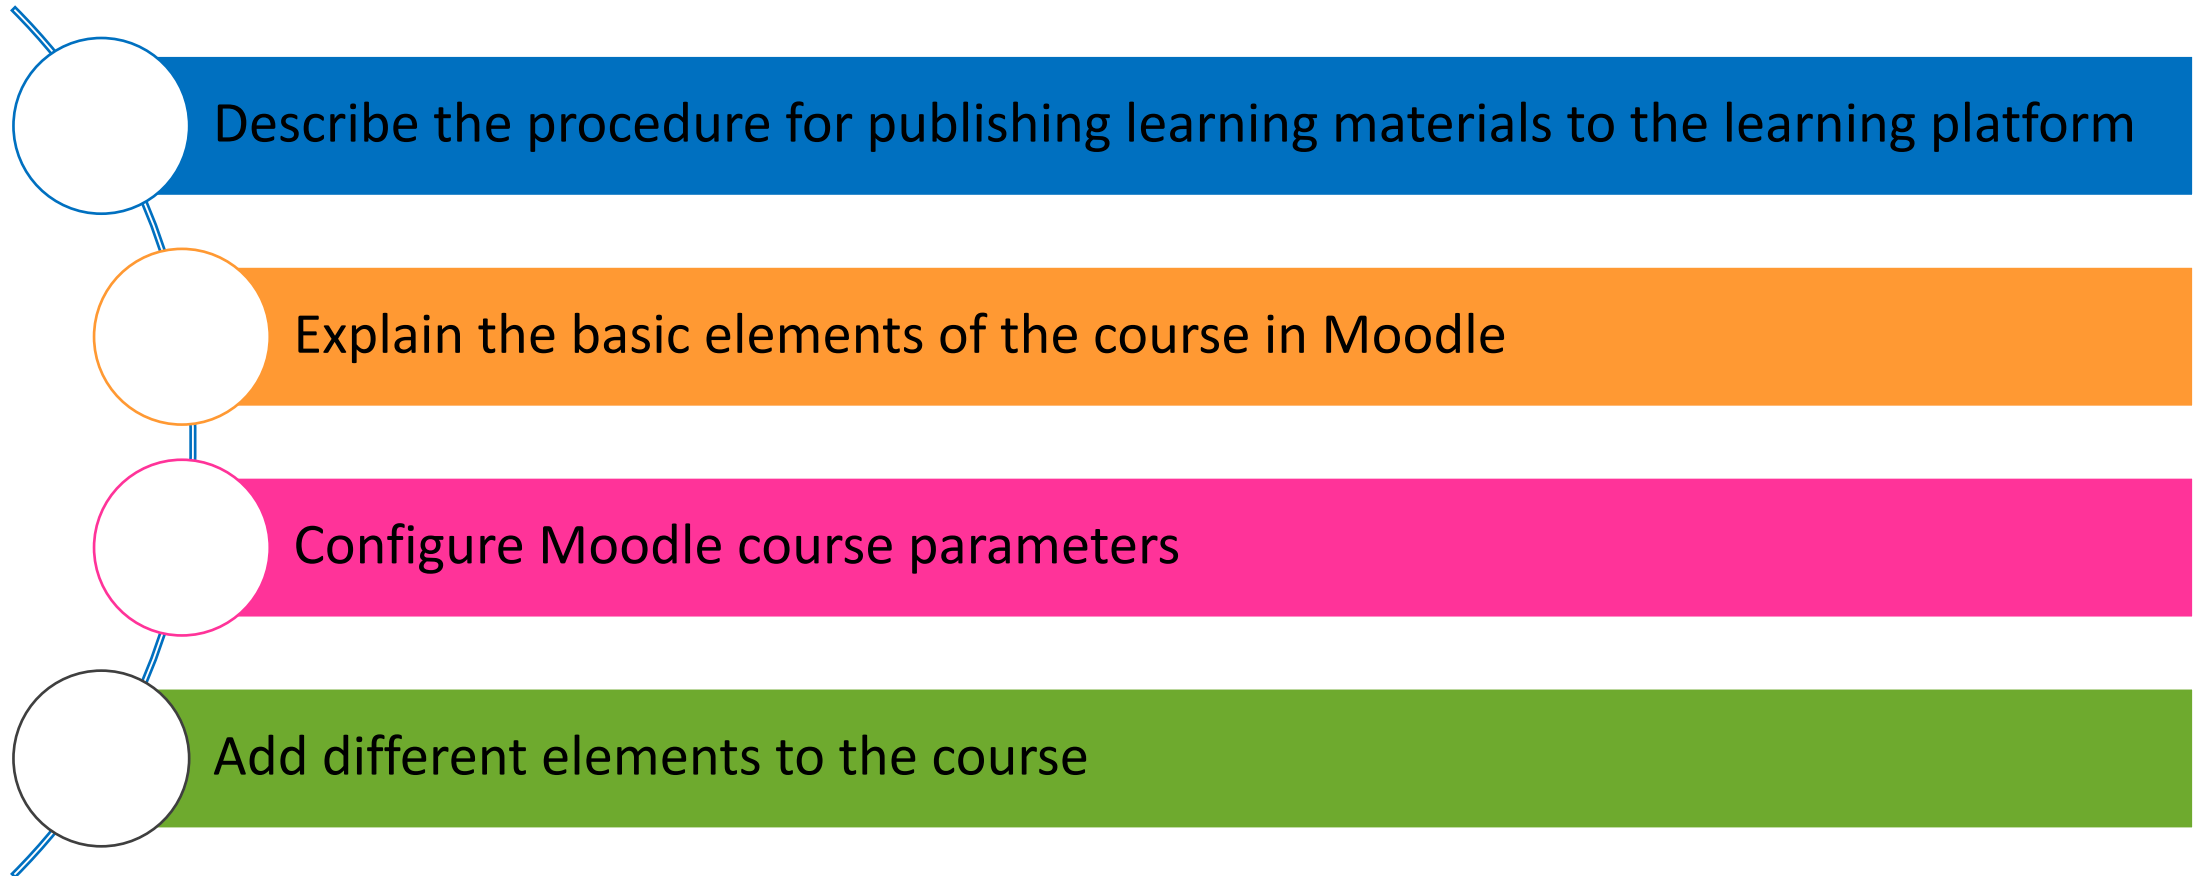 Describe the procedure for publishing learning materials to the learning platform
Explain the basic elements of the course in Moodle
Configure Moodle course parameters
Add different elements to the course